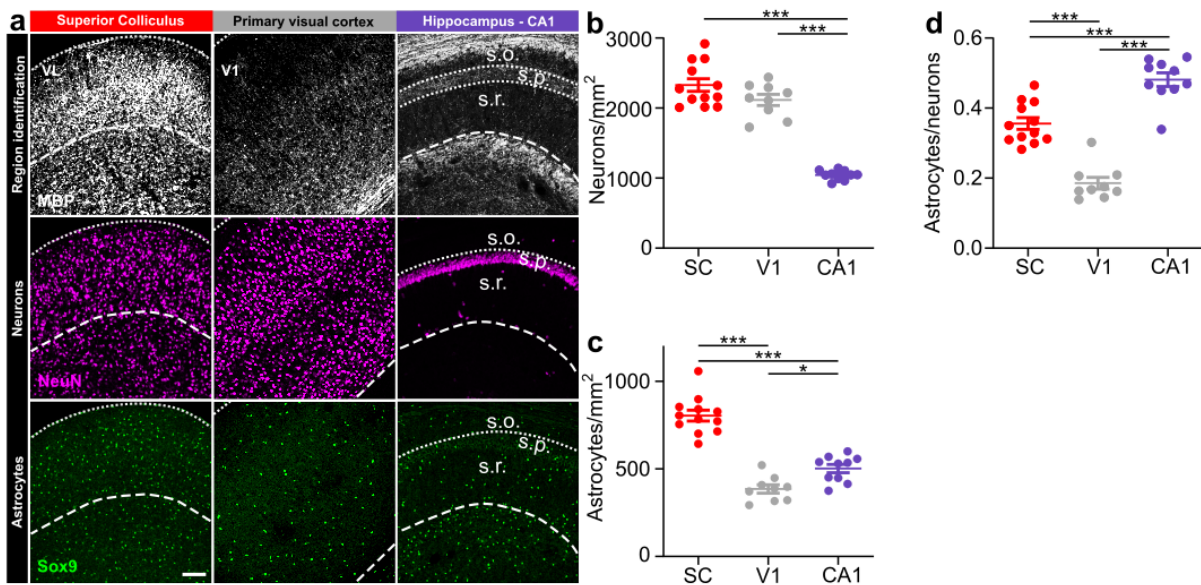 a
Superior Colliculus
Primary visual cortex
Hippocampus - CA1
Region identification
VL
MBP
V1
s.o.
s.p.
s.r.
Neurons
NeuN
s.o.
s.p.
s.r.
Astrocytes
Sox9
s.o.
s.p.
s.r.
b
***
***
Neurons/mm²
3000
2000
1000
0
SC V1 CA1
c
***
***
*
Astrocytes/mm²
1000
500
0
SC V1 CA1
d
***
***
***
Astrocytes/neurons
0.6
0.4
0.2
0.0
SC V1 CA1